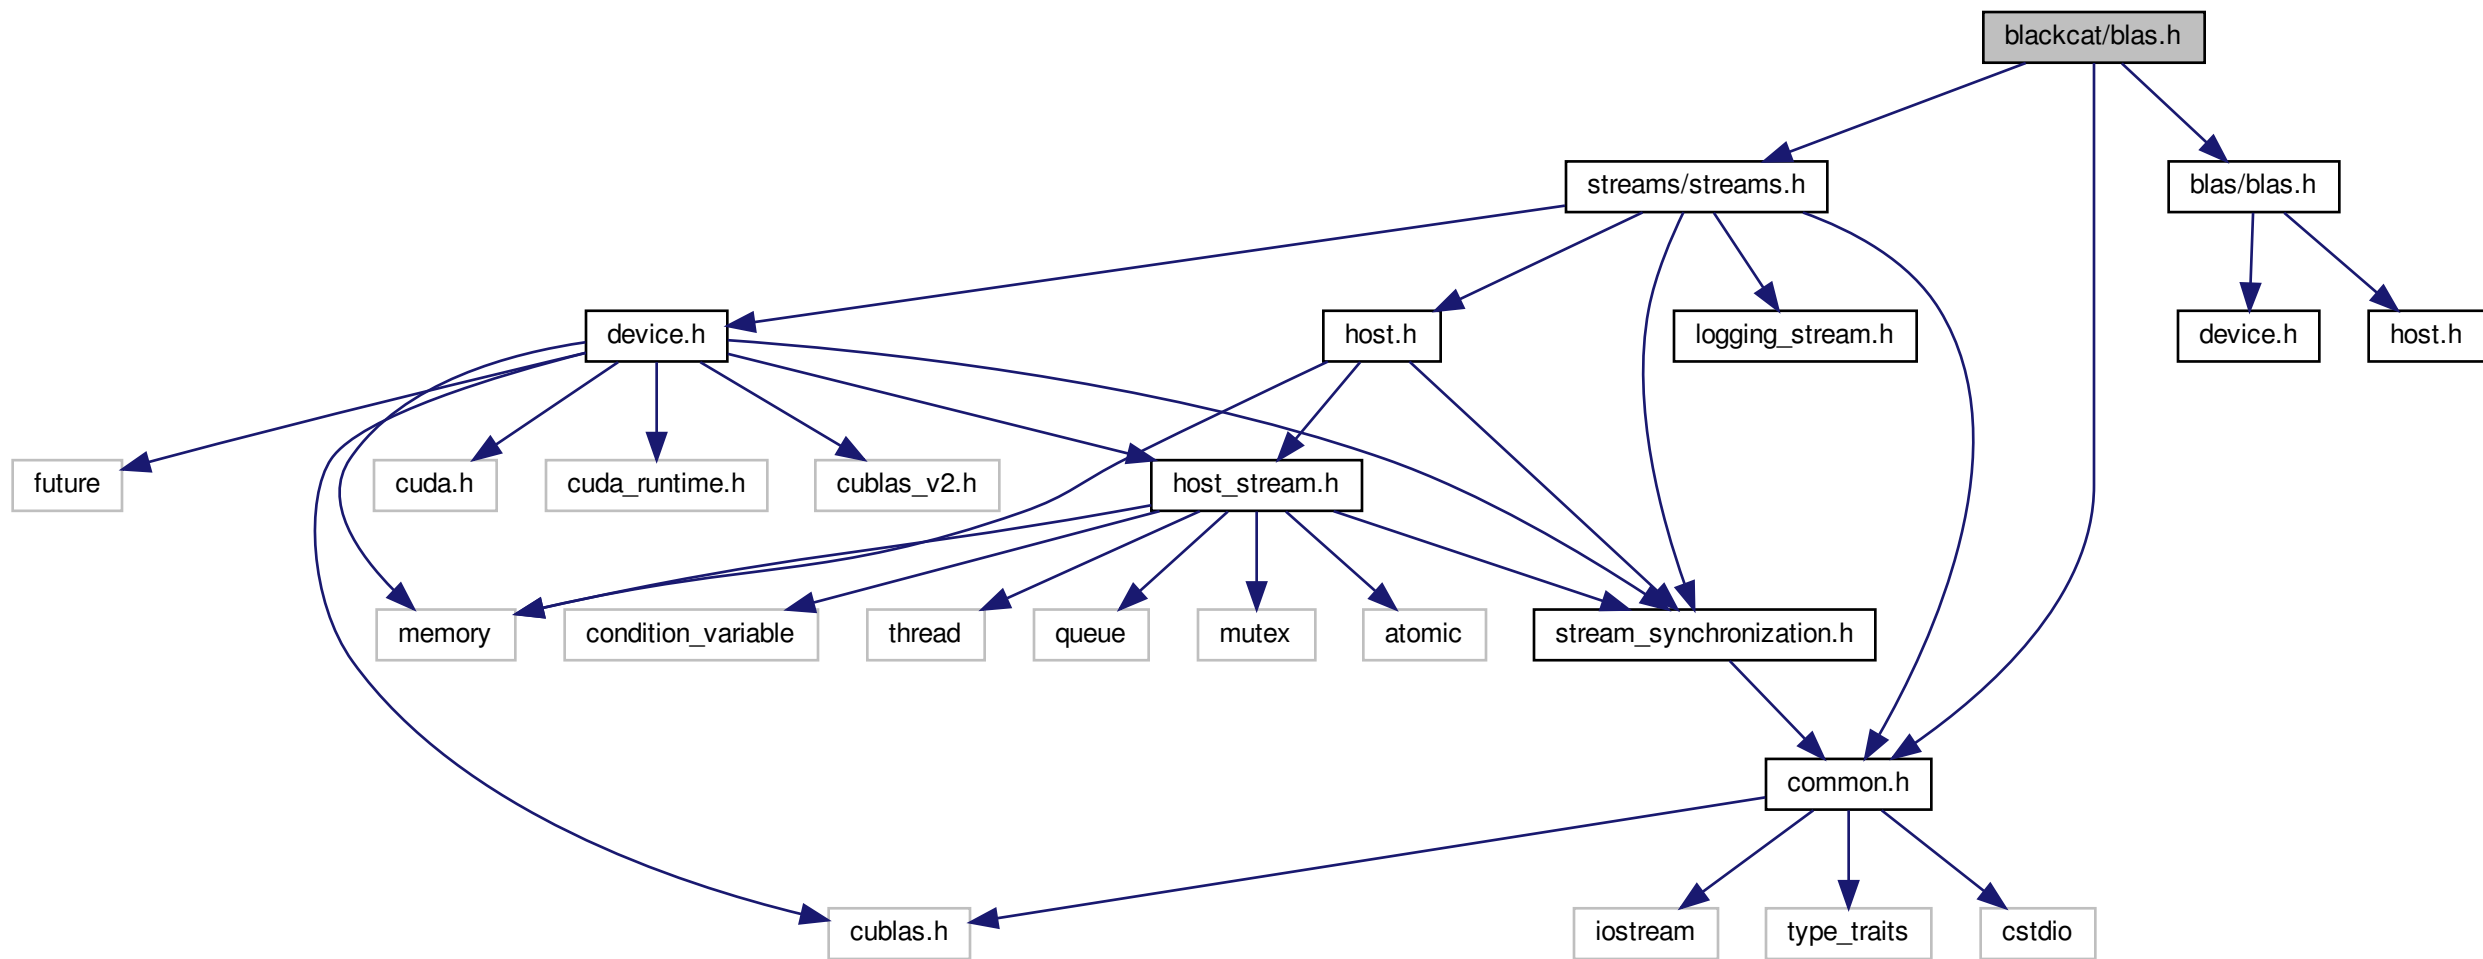 blackcat/blas.h
streams/streams.h
blas/blas.h
device.h
host.h
logging_stream.h
device.h
host.h
future
cuda.h
cuda_runtime.h
cublas_v2.h
host_stream.h
memory
condition_variable
thread
queue
mutex
atomic
stream_synchronization.h
common.h
cublas.h
iostream
type_traits
cstdio